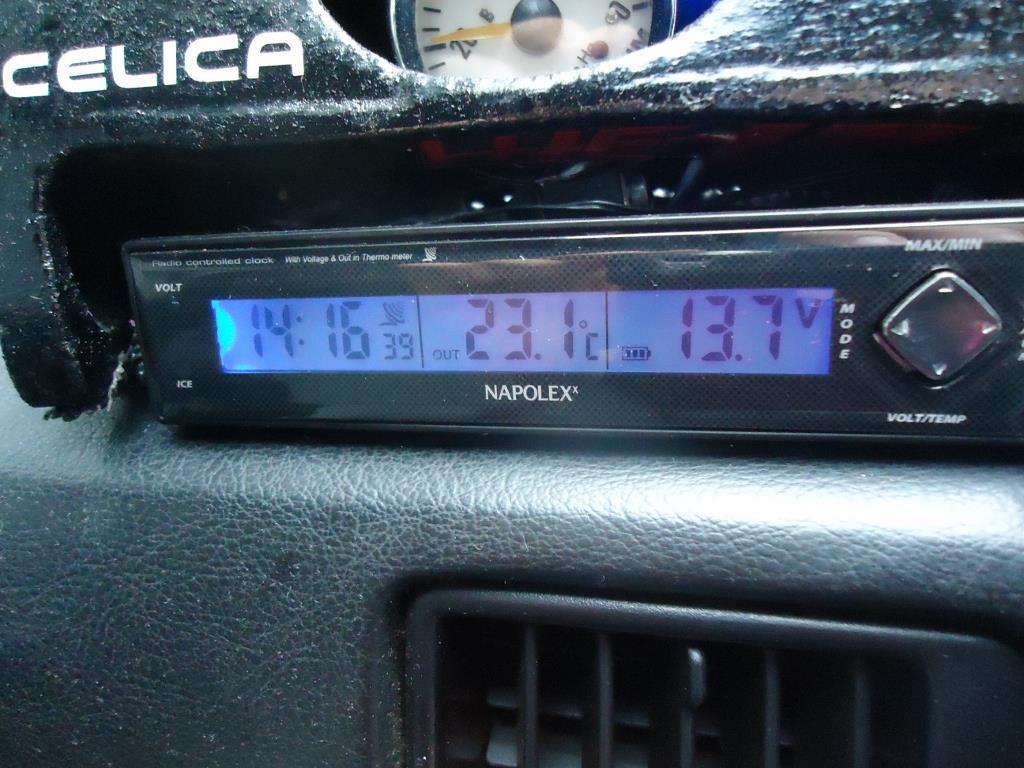 CELICA
20
MAX/MIN
Radio controlled clock With Voltage & Out in Thermo meter
VOLT
14:16 39
OUT 23.1°C
13.7V
MODE
ICE
NAPOLEX
VOLT/TEMP